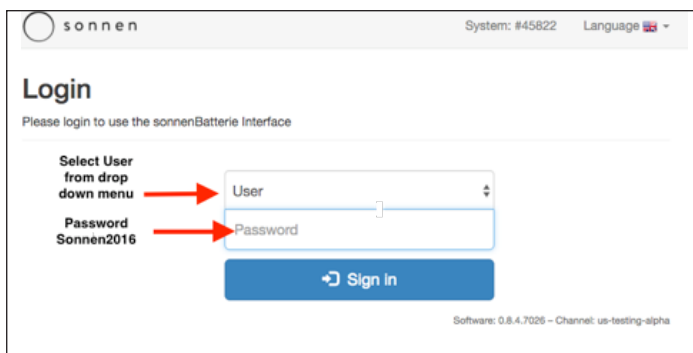 sonnen
System: #45822
Language
Login
Please login to use the sonnenBatterie Interface
Select User
from drop
down menu
User
Password
Sonnen2016
Password
Sign in
Software: 0.8.4.7026 – Channel: us-testing-alpha